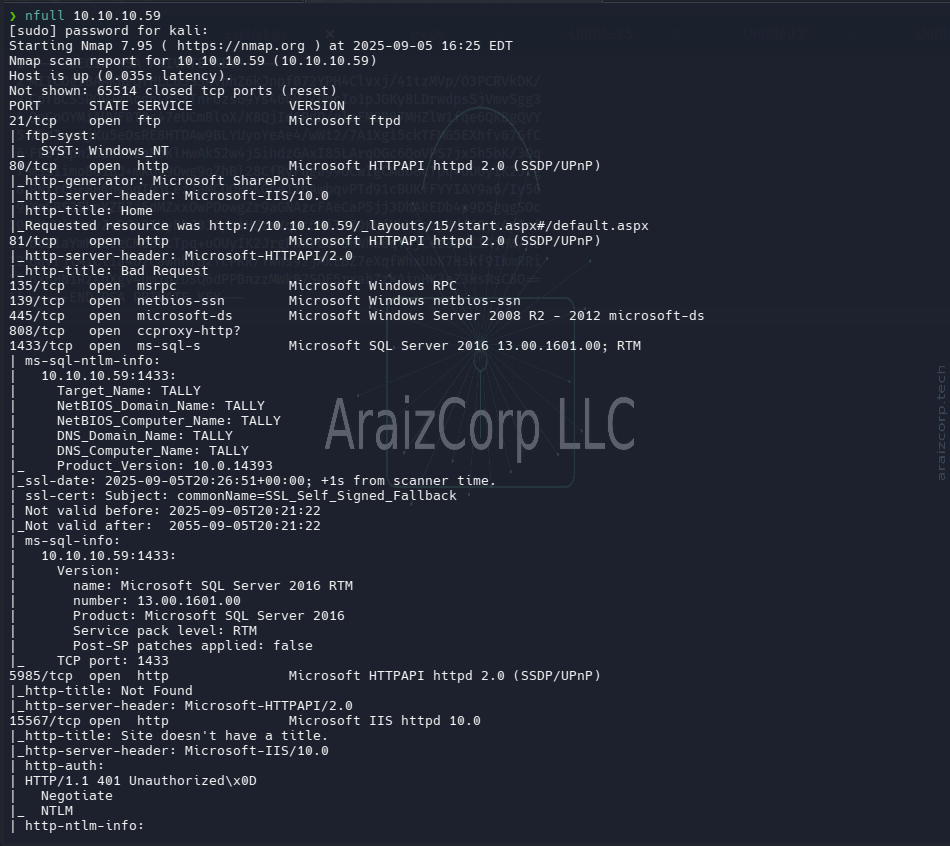 ❯ nfull 10.10.10.59
[sudo] password for kali:
Starting Nmap 7.95 ( https://nmap.org ) at 2025-09-05 16:25 EDT
Nmap scan report for 10.10.10.59 (10.10.10.59)
Host is up (0.035s latency).
Not shown: 65514 closed tcp ports (reset)
PORT      STATE SERVICE            VERSION
21/tcp    open  ftp                Microsoft ftpd
| ftp-syst:
|_  SYST: Windows_NT
80/tcp    open  http               Microsoft HTTPAPI httpd 2.0 (SSDP/UPnP)
|_http-generator: Microsoft SharePoint
|_http-server-header: Microsoft-IIS/10.0
| http-title: Home
|_Requested resource was http://10.10.10.59/_layouts/15/start.aspx#/default.aspx
81/tcp    open  http               Microsoft HTTPAPI httpd 2.0 (SSDP/UPnP)
|_http-server-header: Microsoft-HTTPAPI/2.0
|_http-title: Bad Request
135/tcp   open  msrpc              Microsoft Windows RPC
139/tcp   open  netbios-ssn        Microsoft Windows netbios-ssn
445/tcp   open  microsoft-ds       Microsoft Windows Server 2008 R2 - 2012 microsoft-ds
808/tcp   open  ccproxy-http?
1433/tcp  open  ms-sql-s           Microsoft SQL Server 2016 13.00.1601.00; RTM
| ms-sql-ntlm-info:
|   10.10.10.59:1433:
|     Target_Name: TALLY
|     NetBIOS_Domain_Name: TALLY
|     NetBIOS_Computer_Name: TALLY
|     DNS_Domain_Name: TALLY
|     DNS_Computer_Name: TALLY
|_    Product_Version: 10.0.14393
|_ssl-date: 2025-09-05T20:26:51+00:00; +1s from scanner time.
| ssl-cert: Subject: commonName=SSL_Self_Signed_Fallback
| Not valid before: 2025-09-05T20:21:22
|_Not valid after:  2055-09-05T20:21:22
| ms-sql-info:
|   10.10.10.59:1433:
|     Version:
|       name: Microsoft SQL Server 2016 RTM
|       number: 13.00.1601.00
|       Product: Microsoft SQL Server 2016
|       Service pack level: RTM
|       Post-SP patches applied: false
|_    TCP port: 1433
5985/tcp  open  http               Microsoft HTTPAPI httpd 2.0 (SSDP/UPnP)
|_http-title: Not Found
|_http-server-header: Microsoft-HTTPAPI/2.0
15567/tcp open  http               Microsoft IIS httpd 10.0
|_http-title: Site doesn't have a title.
|_http-server-header: Microsoft-IIS/10.0
| http-auth:
| HTTP/1.1 401 Unauthorized\x0D
|   Negotiate
|_  NTLM
| http-ntlm-info:
AraizCorp LLC
araizcorp.tech